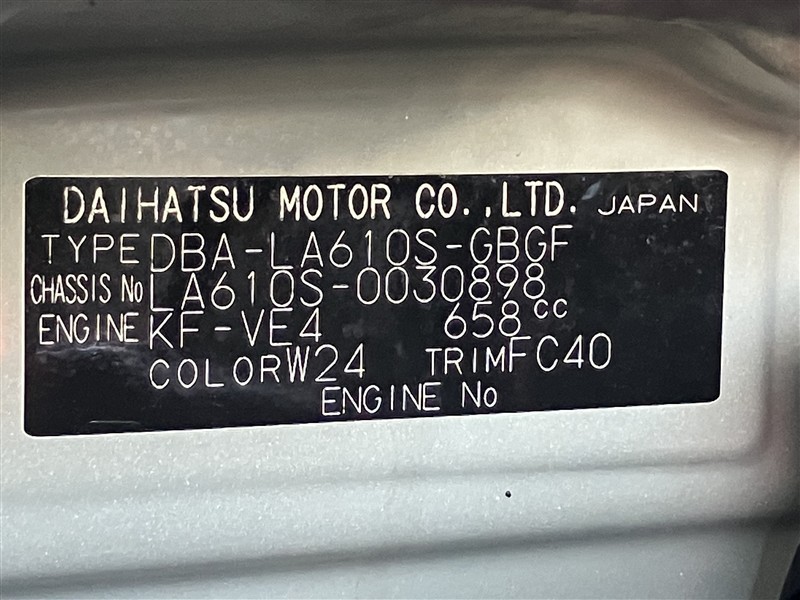 DAIHATSU MOTOR CO.,LTD. JAPAN
TYPE DBA-LA610S-GBGF
CHASSIS No LA610S-0030898
ENGINE KF-VE4 658cc
COLOR W24 TRIM FC40
ENGINE No